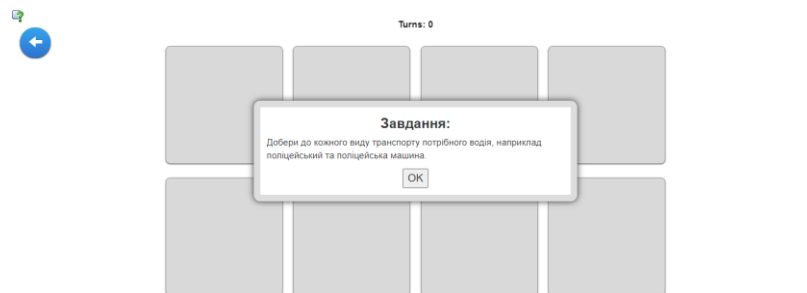 Turns: 0
Завдання:
Добери до кожного виду транспорту потрібного водія, наприклад
поліцейський та поліцейська машина.
OK